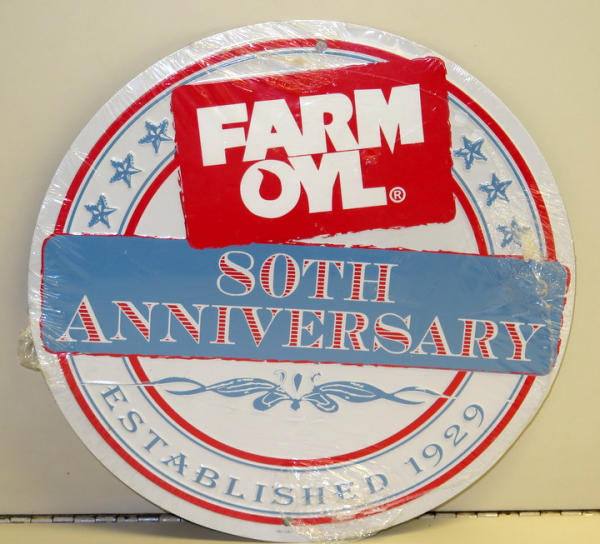 FARM
OYL®
80TH
ANNIVERSARY
ESTABLISHED 1929